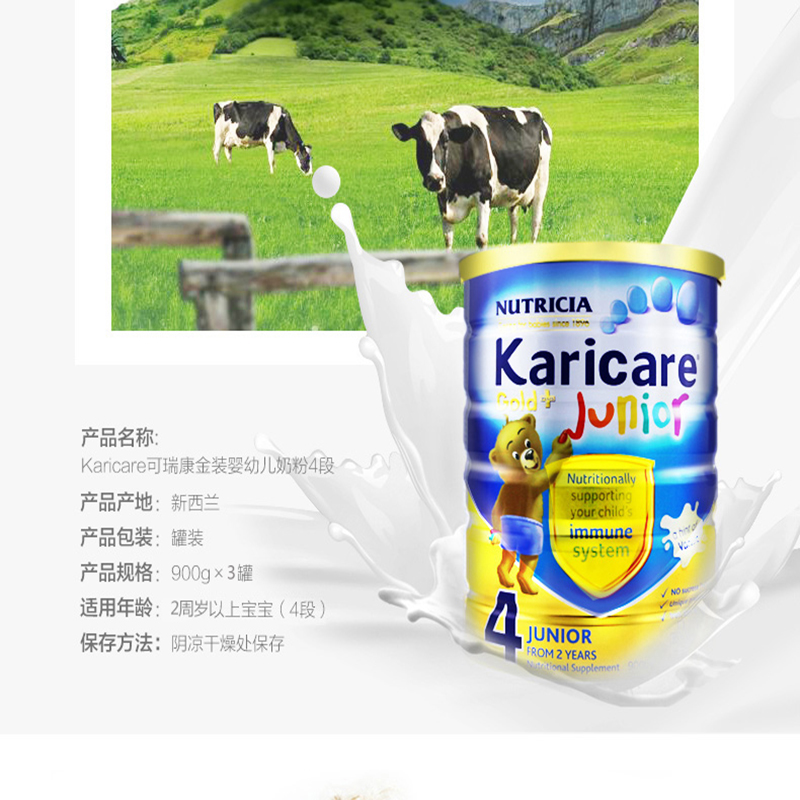 产品名称:
Karicare可瑞康金装婴幼儿奶粉4段
产品产地: 新西兰
产品包装: 罐装
产品规格: 900g×3罐
适用年龄: 2周岁以上宝宝（4段）
保存方法: 阴凉干燥处保存
NUTRICIA
since
Karicare
Gold+
Junior
Nutritionally
supporting
your child's
immune
system
NO
4
JUNIOR
FROM 2 YEARS
Nutritional Supplement